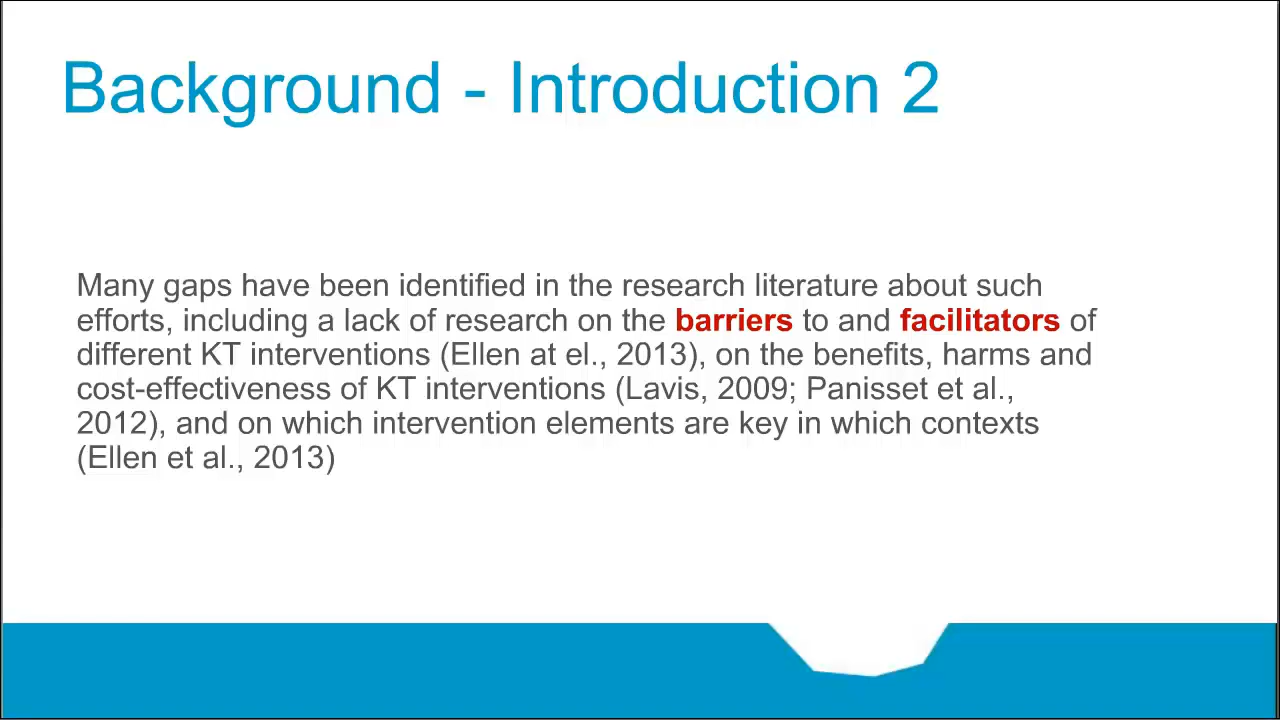 Background - Introduction 2
Many gaps have been identified in the research literature about such
efforts, including a lack of research on the barriers to and facilitators of
different KT interventions (Ellen at el., 2013), on the benefits, harms and
cost-effectiveness of KT interventions (Lavis, 2009; Panisset et al.,
2012), and on which intervention elements are key in which contexts
(Ellen et al., 2013)